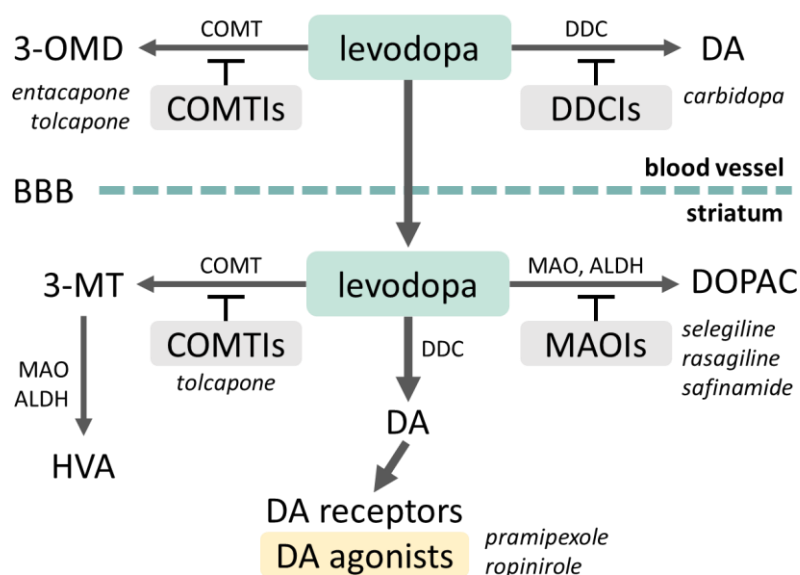 COMT
DDC
3-OMD
levodopa
DA
entacapone
tolcapone
COMTIs
DDCIs
carbidopa
blood vessel
BBB
striatum
COMT
MAO, ALDH
3-MT
levodopa
DOPAC
COMTIs
MAOIs
selegiline
rasagiline
safinamide
tolcapone
DDC
MAO
ALDH
DA
HVA
DA receptors
DA agonists
pramipexole
ropinirole